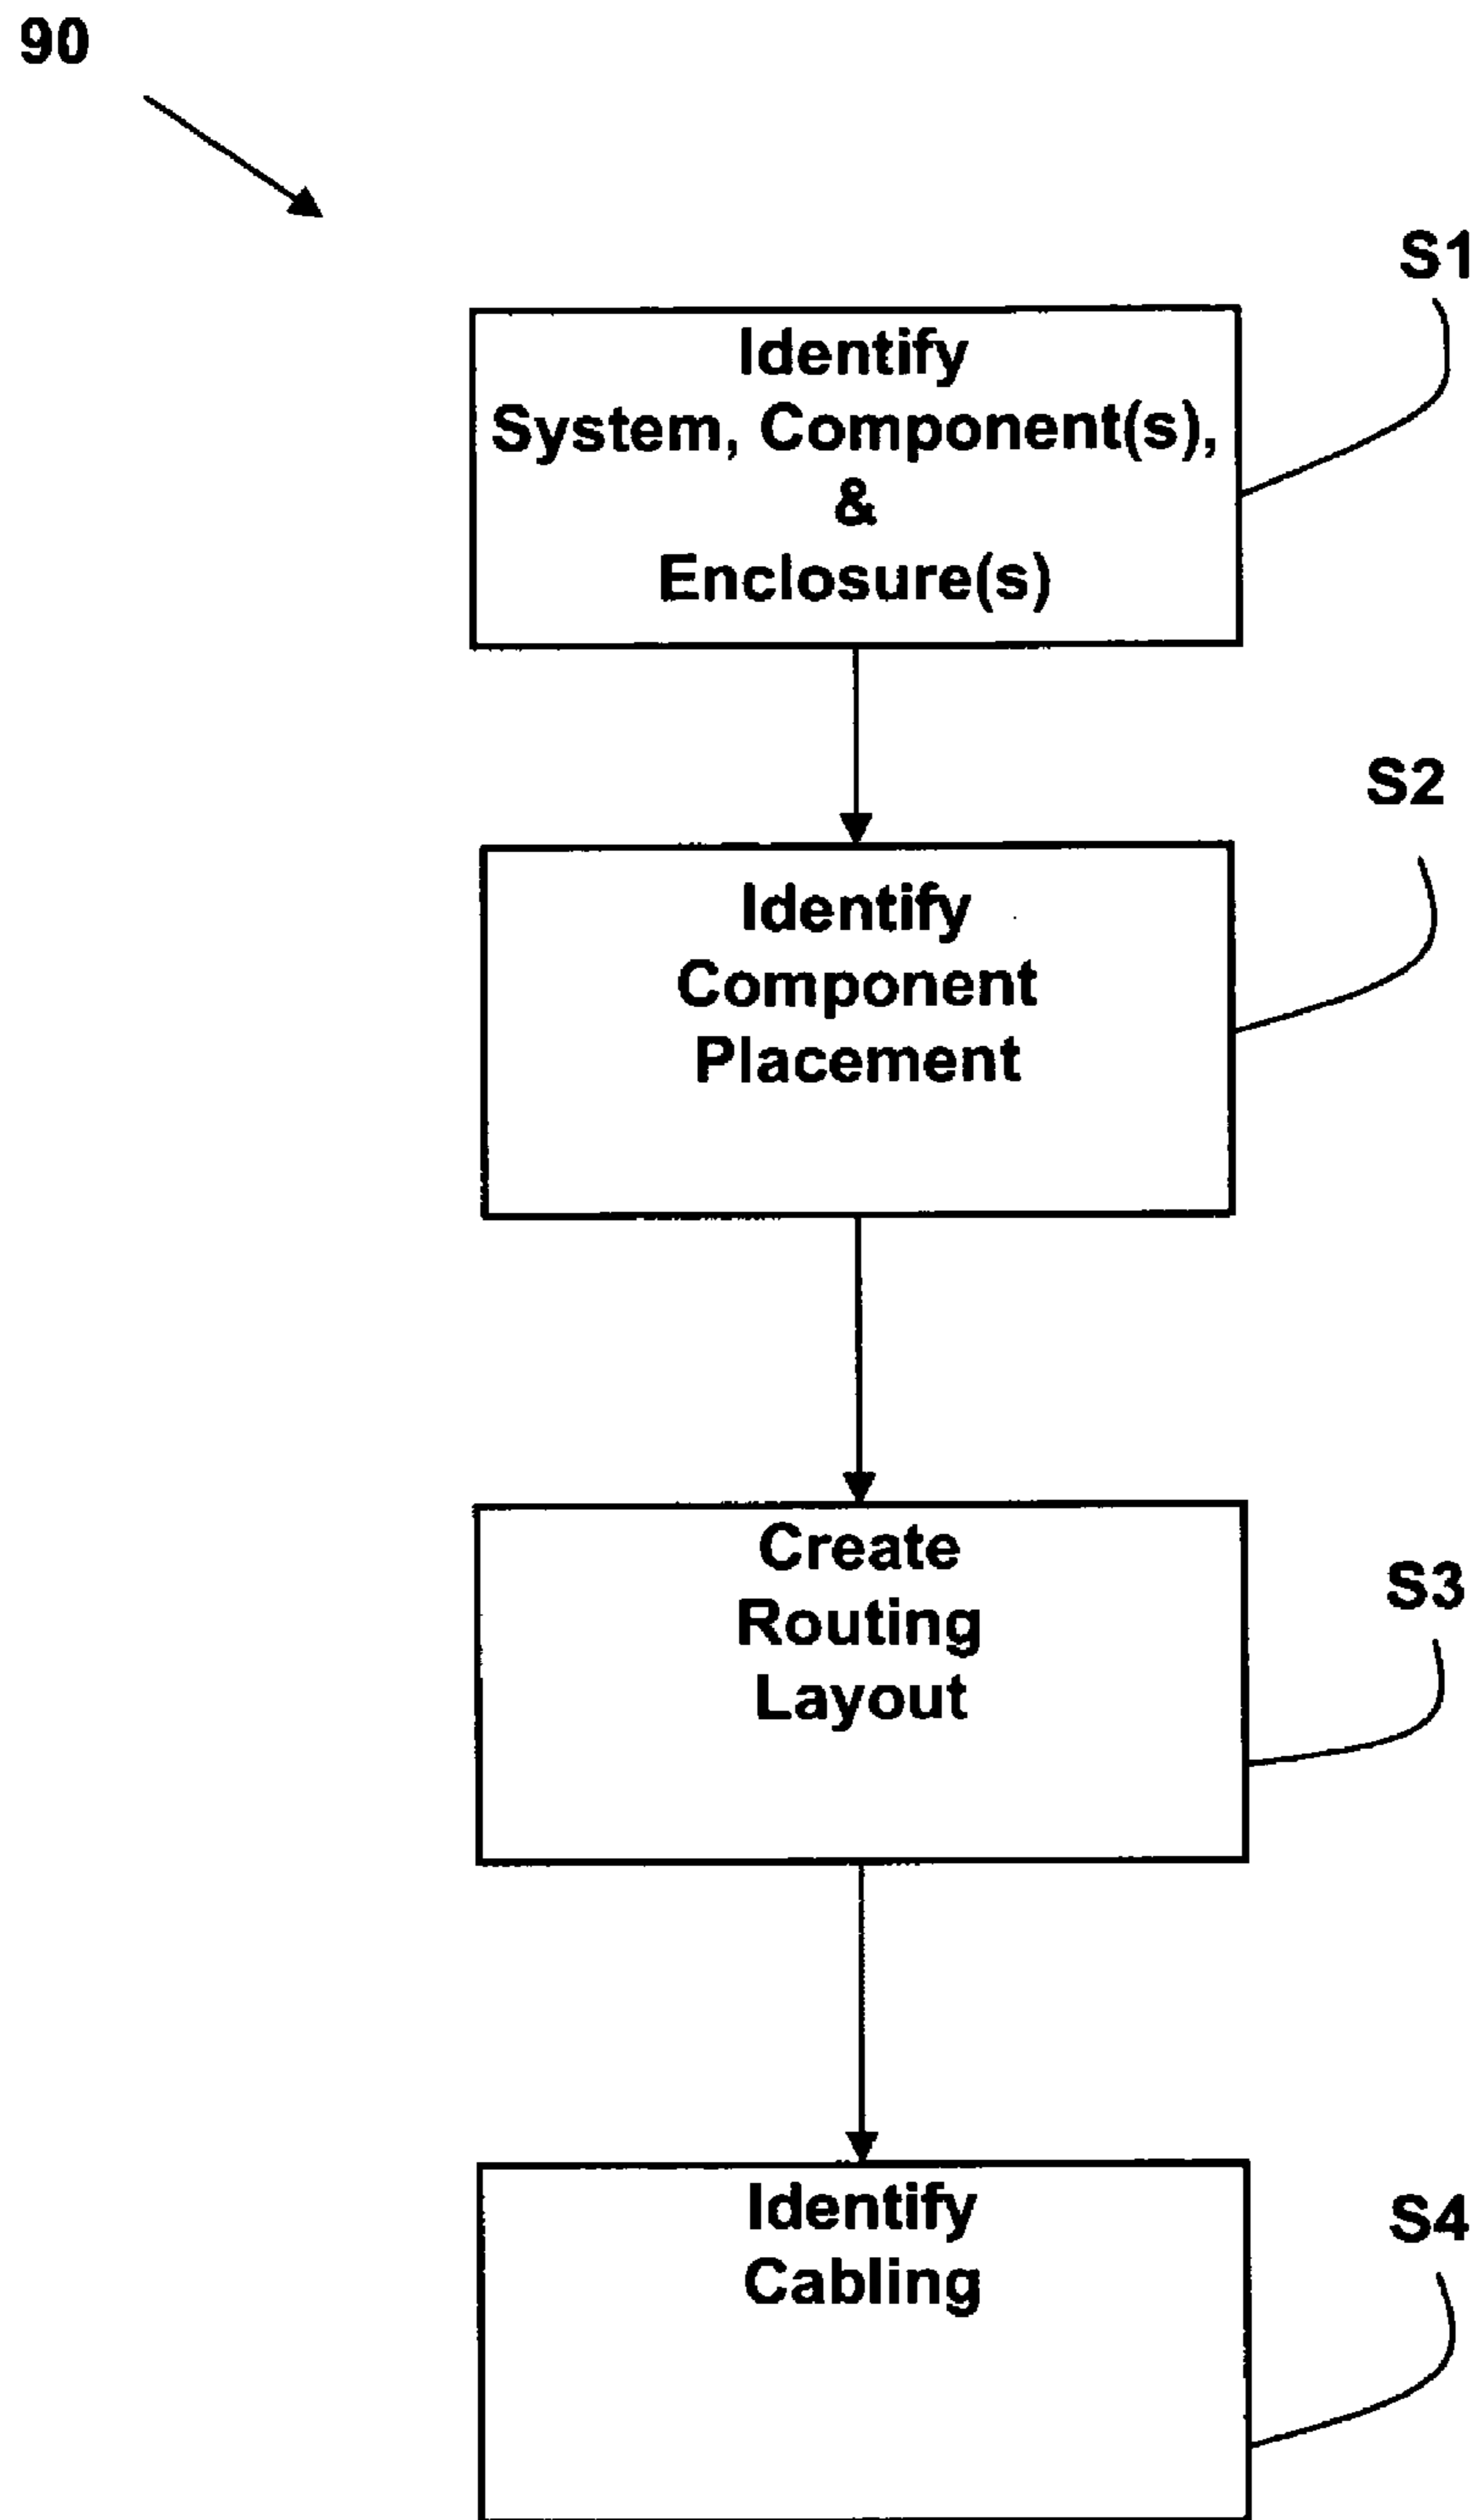 90
S1
Identify
System, Component(s),
&
Enclosure(s)
S2
Identify
Component
Placement
Create
Routing
Layout
S3
Identify
Cabling
S4